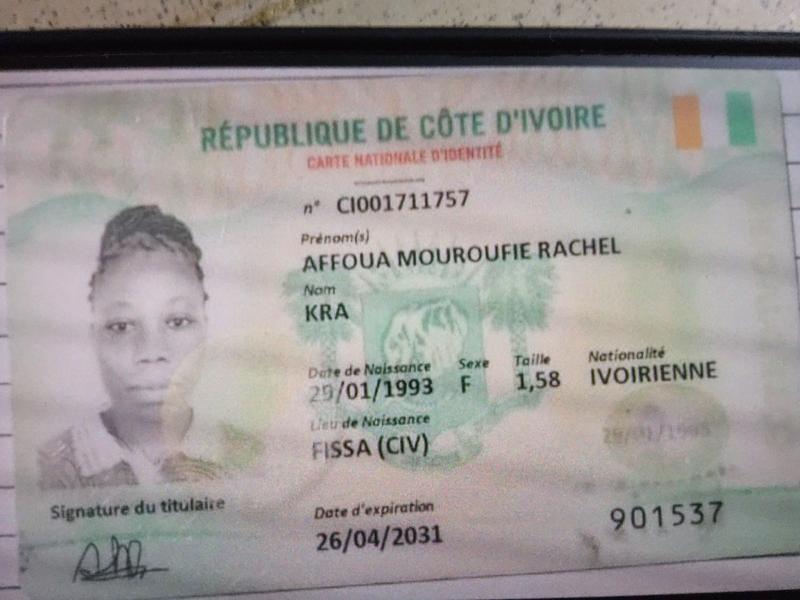 RÉPUBLIQUE DE CÔTE D'IVOIRE
CARTE NATIONALE D'IDENTITÉ
n° CI001711757
Prénom(s)
AFFOUA MOUROUFIE RACHEL
Nom
KRA
Date de Naissance Sexe Taille Nationalité
29/01/1993 F 1,58 IVOIRIENNE
Lieu de Naissance
FISSA (CIV)
Signature du titulaire
Date d'expiration
26/04/2031
901537